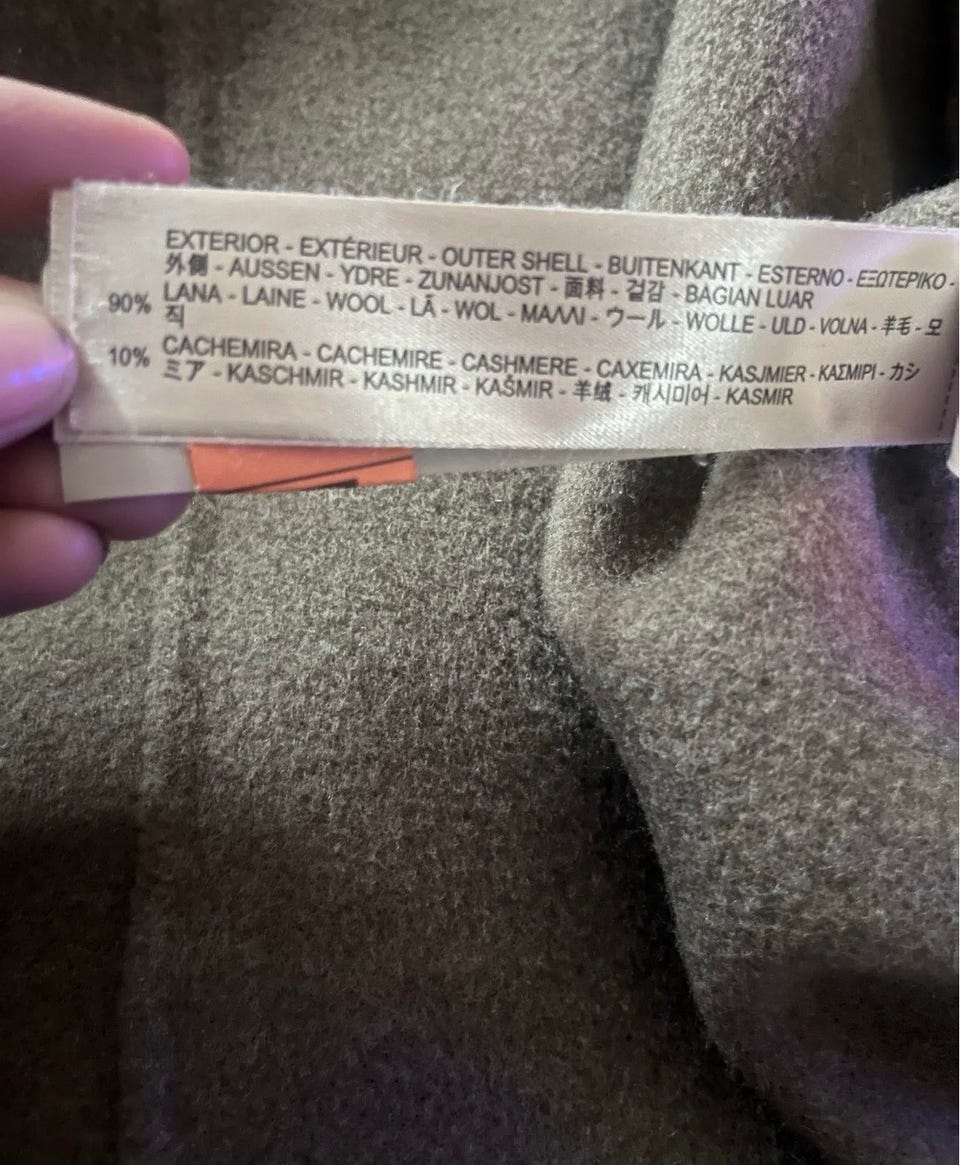 EXTERIOR - EXTÉRIEUR - OUTER SHELL - BUITENKANT - ESTERNO - ΕΞΩΤΕΡΙΚΟ -
外側 - AUSSEN - YDRE - ZUNANJOST - 面料 - 겉감 - BAGIAN LUAR
90% LANA - LAINE - WOOL - LÃ - WOL - ΜΑΛΛΙ - ウール - WOLLE - ULD - VOLNA - 羊毛 - 모
직
10% CACHEMIRA - CACHEMIRE - CASHMERE - CAXEMIRA - KASJMIER - ΚΑΣΜΙΡΙ - カシ
ミア - KASCHMIR - KASHMIR - KAŠMIR - 羊绒 - 캐시미어 - KASMIR